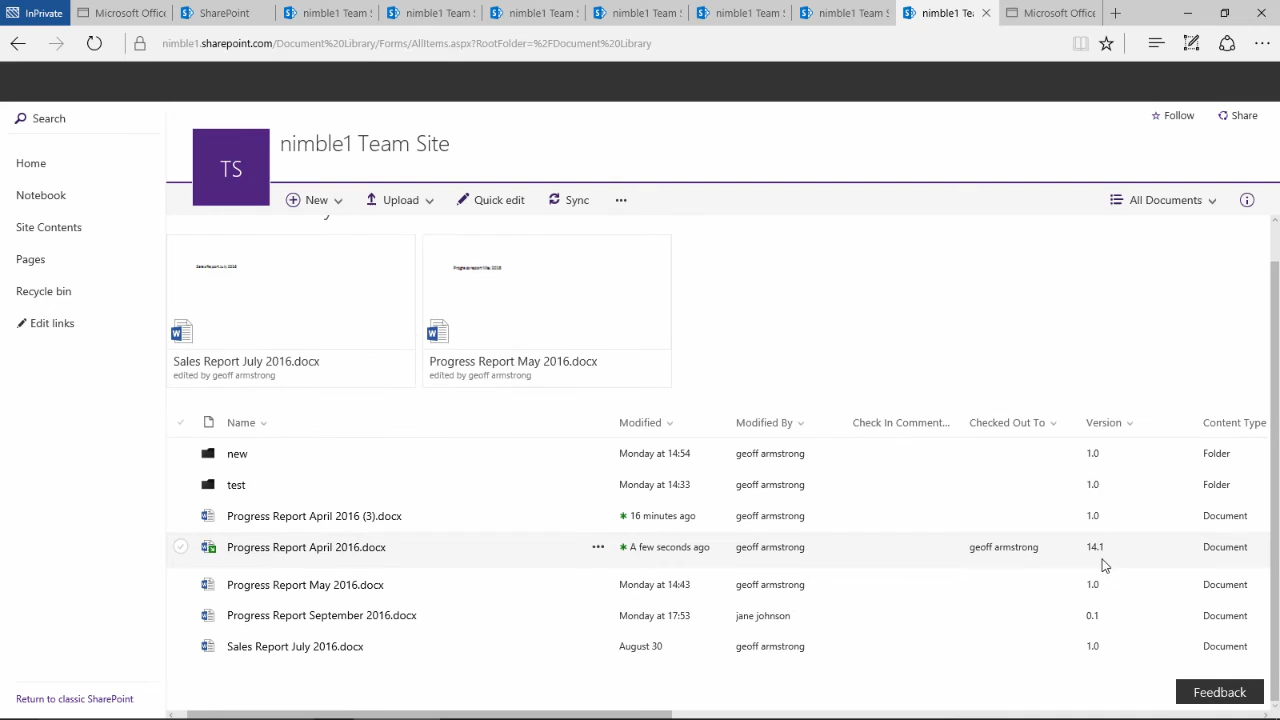 InPrivate Microsoft Office SharePoint nimble1 Team S nimble1 Team S nimble1 Team S nimble1 Team S nimble1 Team S nimble1 Team S nimble1 Te Microsoft Office
nimble1.sharepoint.com/Document%20Library/Forms/AllItems.aspx?RootFolder=%2FDocument%20Library
Search
Follow Share
nimble1 Team Site
TS
New Upload Quick edit Sync ... All Documents
Home
Notebook
Site Contents
Pages
Recycle bin
Edit links
Sales Report July 2016
Progress report May 2016
Sales Report July 2016.docx
edited by geoff armstrong
Progress Report May 2016.docx
edited by geoff armstrong
Name Modified Modified By Check In Comment... Checked Out To Version Content Type
new Monday at 14:54 geoff armstrong 1.0 Folder
test Monday at 14:33 geoff armstrong 1.0 Folder
Progress Report April 2016 (3).docx 16 minutes ago geoff armstrong 1.0 Document
Progress Report April 2016.docx ... A few seconds ago geoff armstrong geoff armstrong 14.1 Document
Progress Report May 2016.docx Monday at 14:43 geoff armstrong 1.0 Document
Progress Report September 2016.docx Monday at 17:53 jane johnson 0.1 Document
Sales Report July 2016.docx August 30 geoff armstrong 1.0 Document
Feedback
Return to classic SharePoint